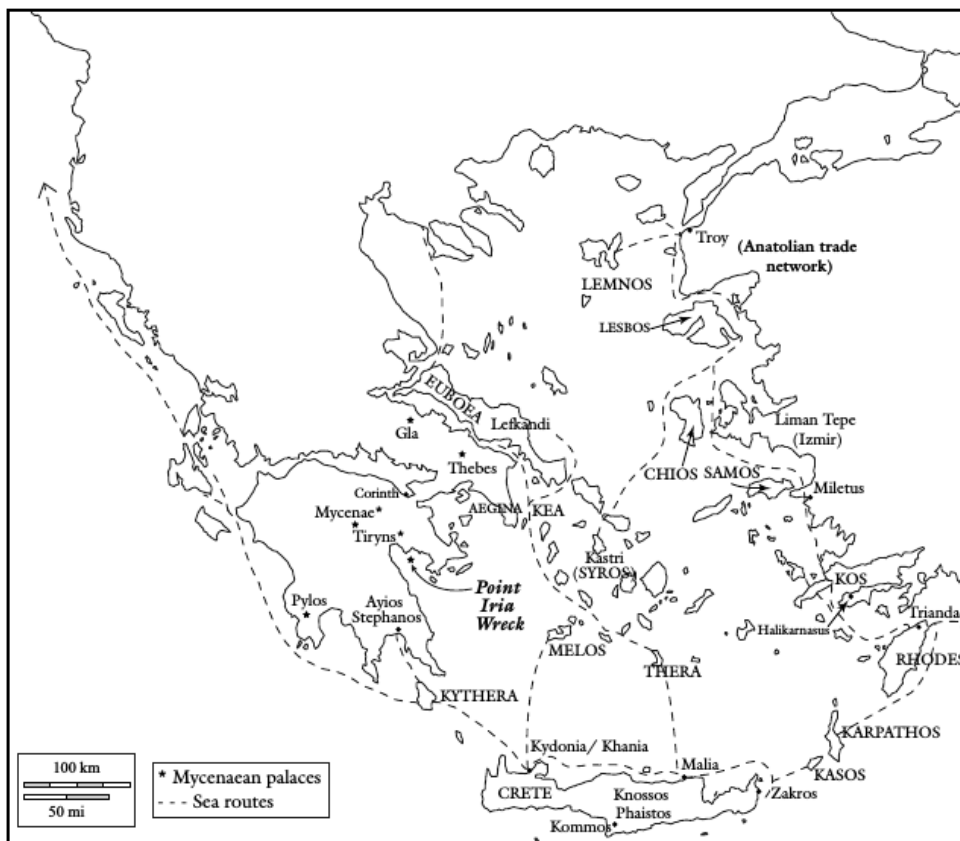 Troy
(Anatolian trade
network)
LEMNOS
LESBOS
EUBOEA
Lefkandi
Gla
Liman Tepe
(Izmir)
Thebes
CHIOS
SAMOS
Corinth
Miletus
Mycenae
AEGINA
KEA
Tiryns
Kastri
(SYROS)
KOS
Point
Iria
Wreck
Pylos
Ayios
Stephanos
Halikarnasus
Trianda
MELOS
THERA
RHODES
KYTHERA
KARPATHOS
Kydonia/ Khania
Malia
KASOS
CRETE
Knossos
Zakros
Phaistos
Kommos
100 km
50 mi
* Mycenaean palaces
--- Sea routes